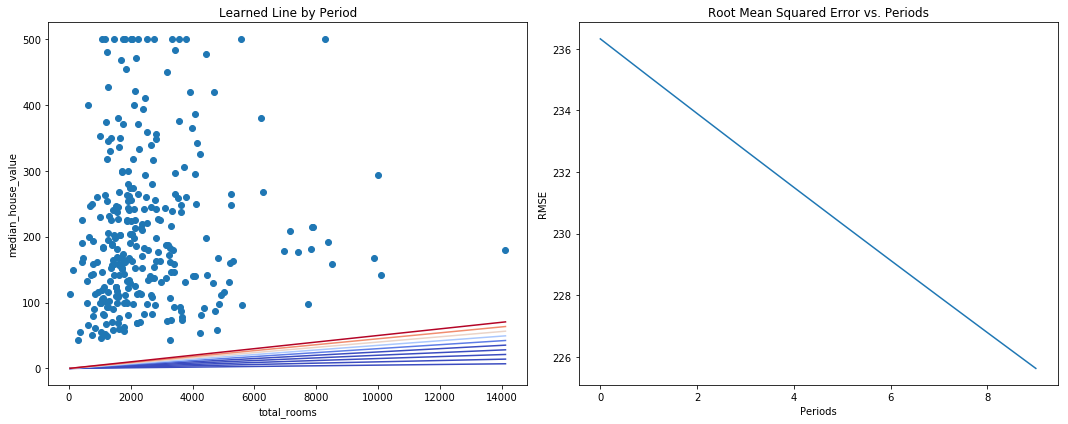 Learned Line by Period
500
400
300
200
100
0
median_house_value
0 2000 4000 6000 8000 10000 12000 14000
total_rooms
Root Mean Squared Error vs. Periods
236
234
232
230
228
226
RMSE
0 2 4 6 8
Periods